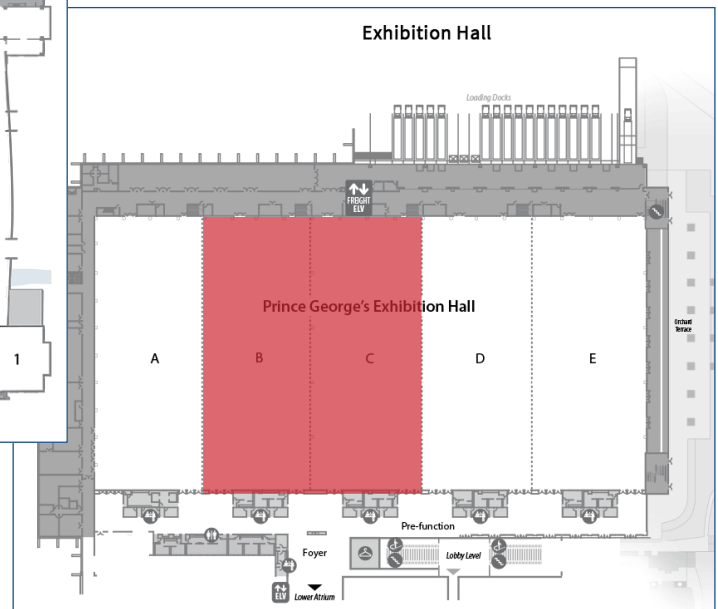 Exhibition Hall
Loading Docks
FREIGHT
ELV
Prince George's Exhibition Hall
Orchard
Terrace
1
A
B
C
D
E
Pre-function
Foyer
Lobby Level
ELV
Lower Atrium